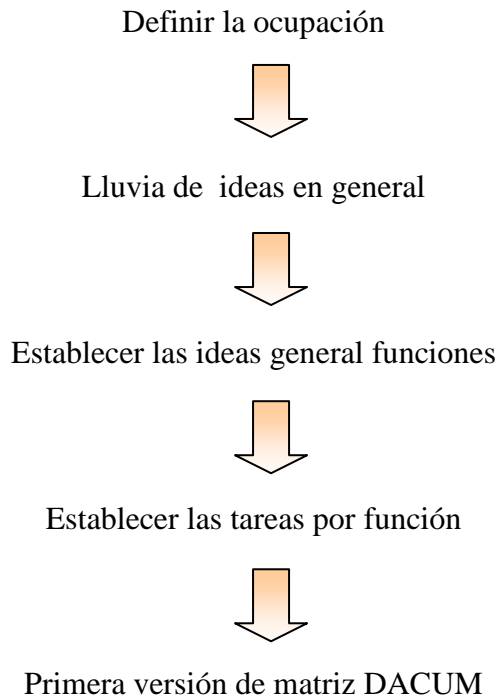 Definir la ocupación
Lluvia de ideas en general
Establecer las ideas general funciones
Establecer las tareas por función
Primera versión de matriz DACUM